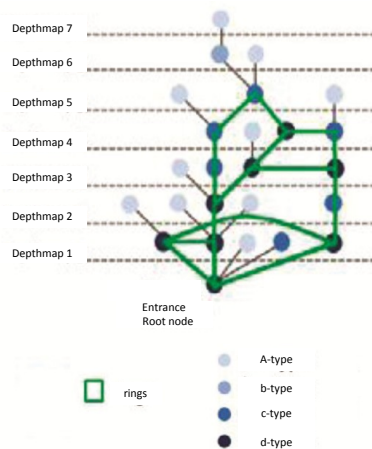 Depthmap 7
Depthmap 6
Depthmap 5
Depthmap 4
Depthmap 3
Depthmap 2
Depthmap 1
Entrance
Root node
rings
A-type
b-type
c-type
d-type